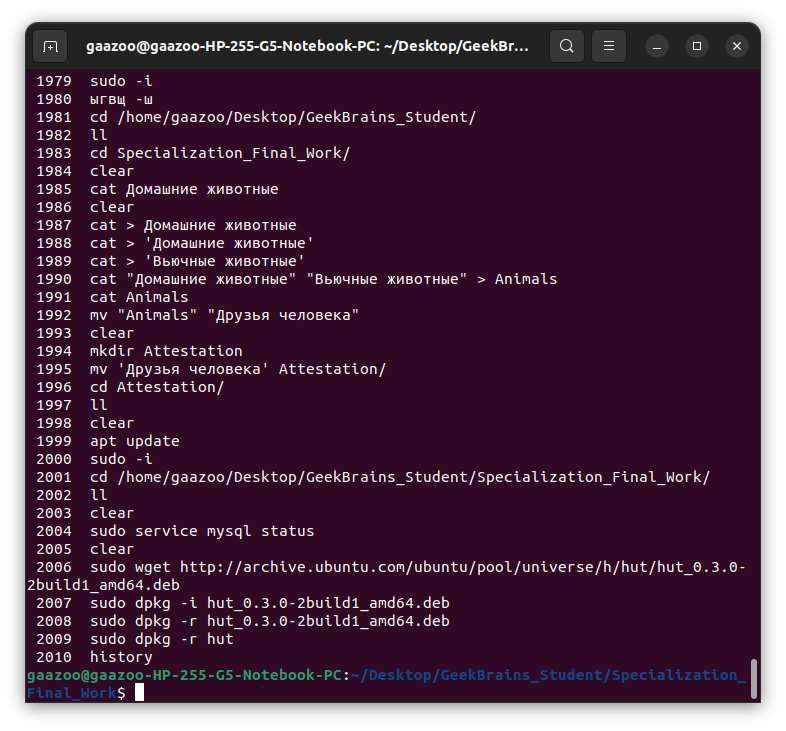 gaazoo@gaazoo-HP-255-G5-Notebook-PC: ~/Desktop/GeekBr...
1979 sudo -i
1980 ыгвщ -ш
1981 cd /home/gaazoo/Desktop/GeekBrains_Student/
1982 ll
1983 cd Specialization_Final_Work/
1984 clear
1985 cat Домашние животные
1986 clear
1987 cat > Домашние животные
1988 cat > 'Домашние животные'
1989 cat > 'Вьючные животные'
1990 cat "Домашние животные" "Вьючные животные" > Animals
1991 cat Animals
1992 mv "Animals" "Друзья человека"
1993 clear
1994 mkdir Attestation
1995 mv 'Друзья человека' Attestation/
1996 cd Attestation/
1997 ll
1998 clear
1999 apt update
2000 sudo -i
2001 cd /home/gaazoo/Desktop/GeekBrains_Student/Specialization_Final_Work/
2002 ll
2003 clear
2004 sudo service mysql status
2005 clear
2006 sudo wget http://archive.ubuntu.com/ubuntu/pool/universe/h/hut/hut_0.3.0-
2build1_amd64.deb
2007 sudo dpkg -i hut_0.3.0-2build1_amd64.deb
2008 sudo dpkg -r hut_0.3.0-2build1_amd64.deb
2009 sudo dpkg -r hut
2010 history
gaazoo@gaazoo-HP-255-G5-Notebook-PC:~/Desktop/GeekBrains_Student/Specialization_
Final_Work$